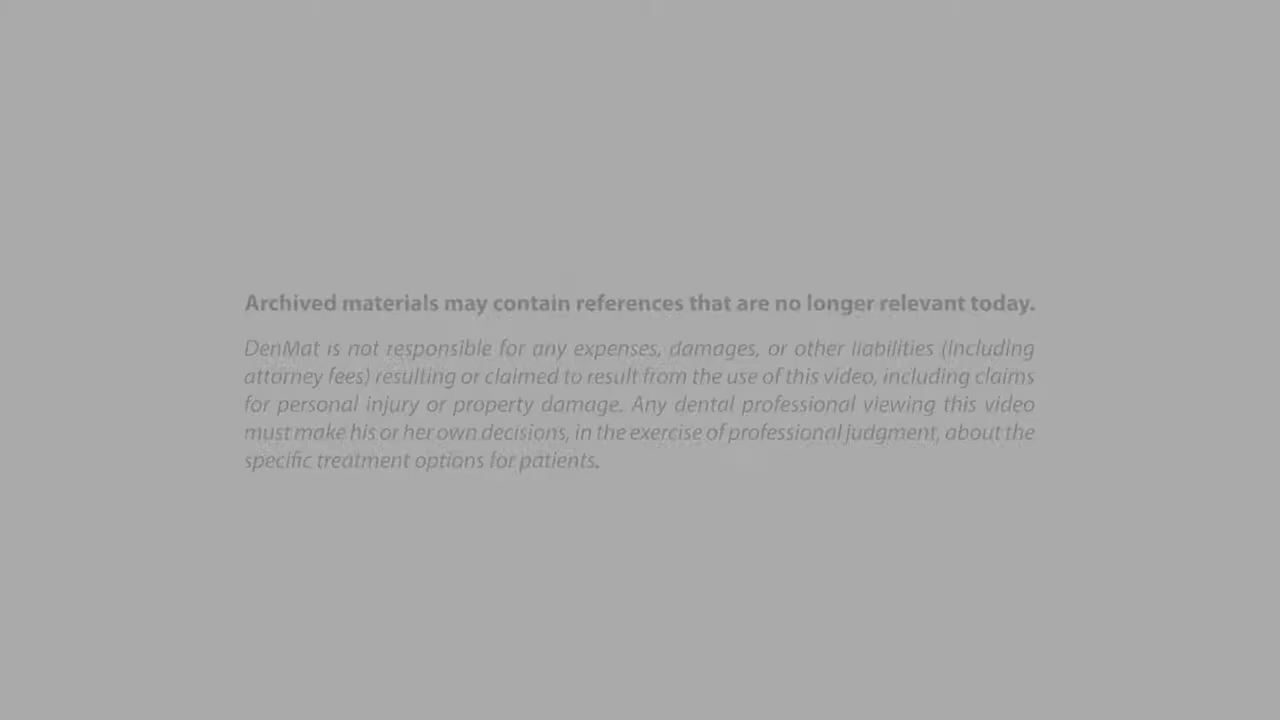 Archived materials may contain references that are no longer relevant today.
DenMat is not responsible for any expenses, damages, or other liabilities (including
attorney fees) resulting or claimed to result from the use of this video, including claims
for personal injury or property damage. Any dental professional viewing this video
must make his or her own decisions, in the exercise of professional judgment, about the
specific treatment options for patients.